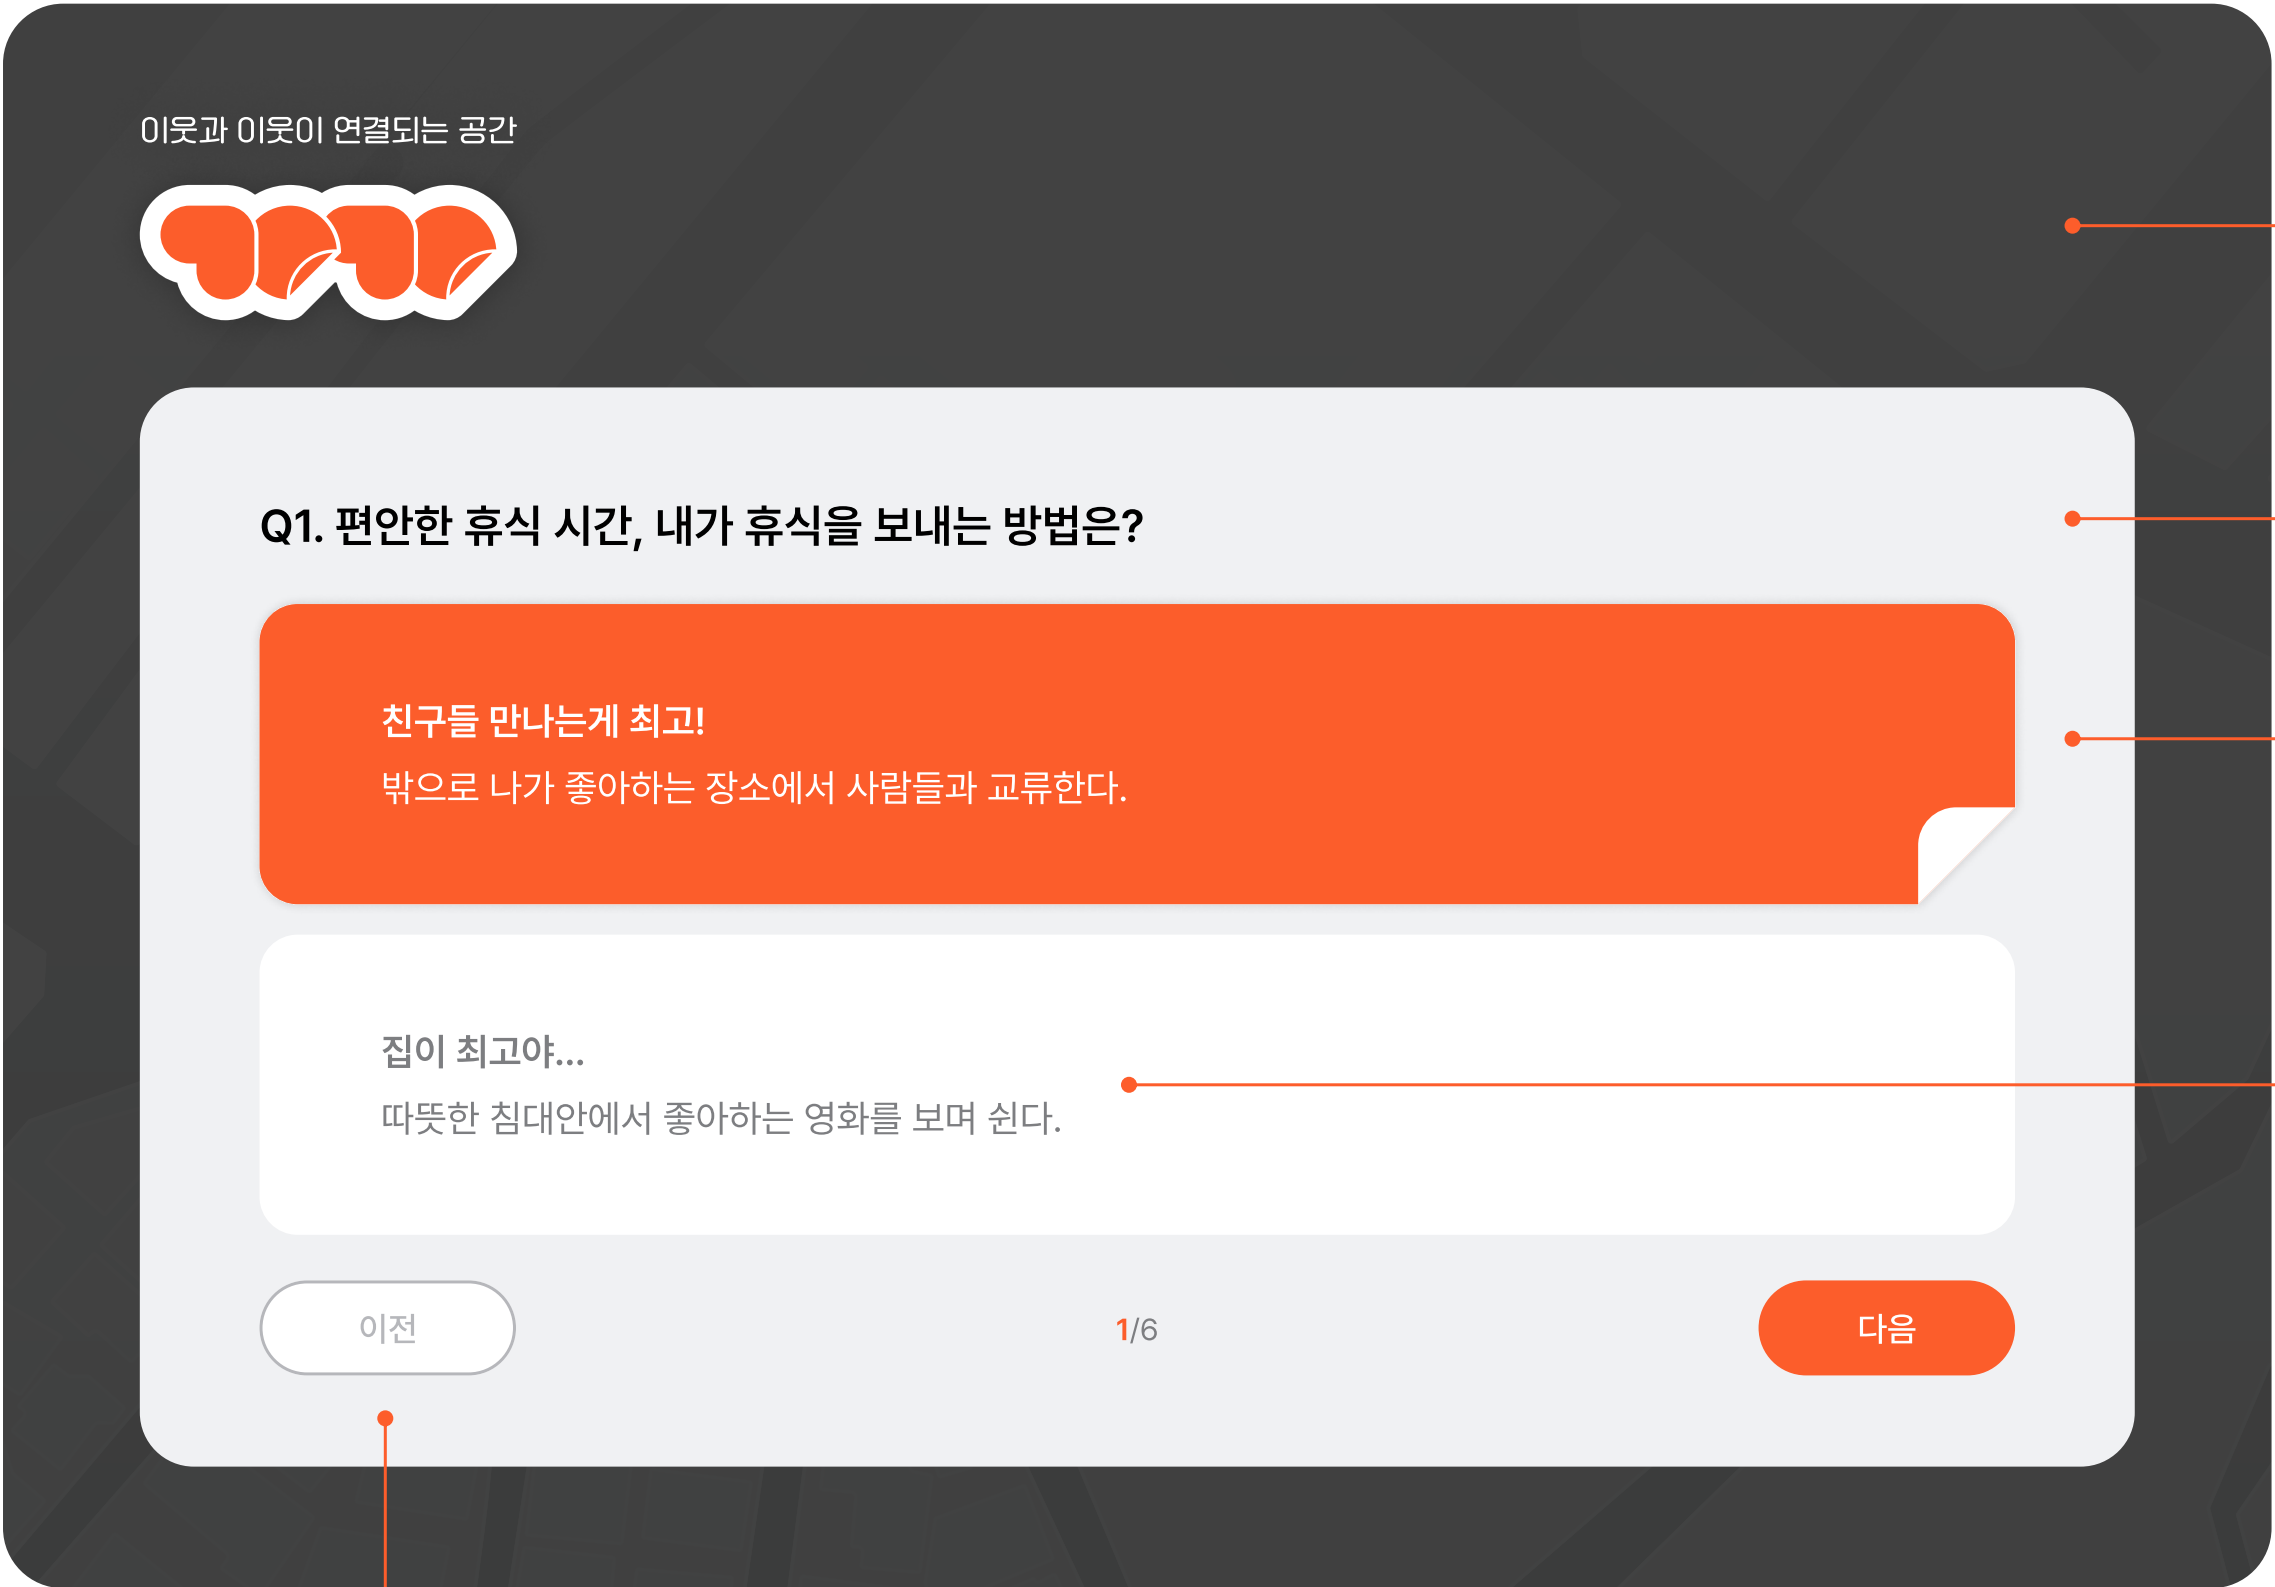 이웃과 이웃이 연결되는 공간
Q1. 편안한 휴식 시간, 내가 휴식을 보내는 방법은?
친구들 만나는게 최고!
밖으로 나가 좋아하는 장소에서 사람들과 교류한다.
집이 최고야...
따뜻한 침대안에서 좋아하는 영화를 보며 쉰다.
이전
1/6
다음